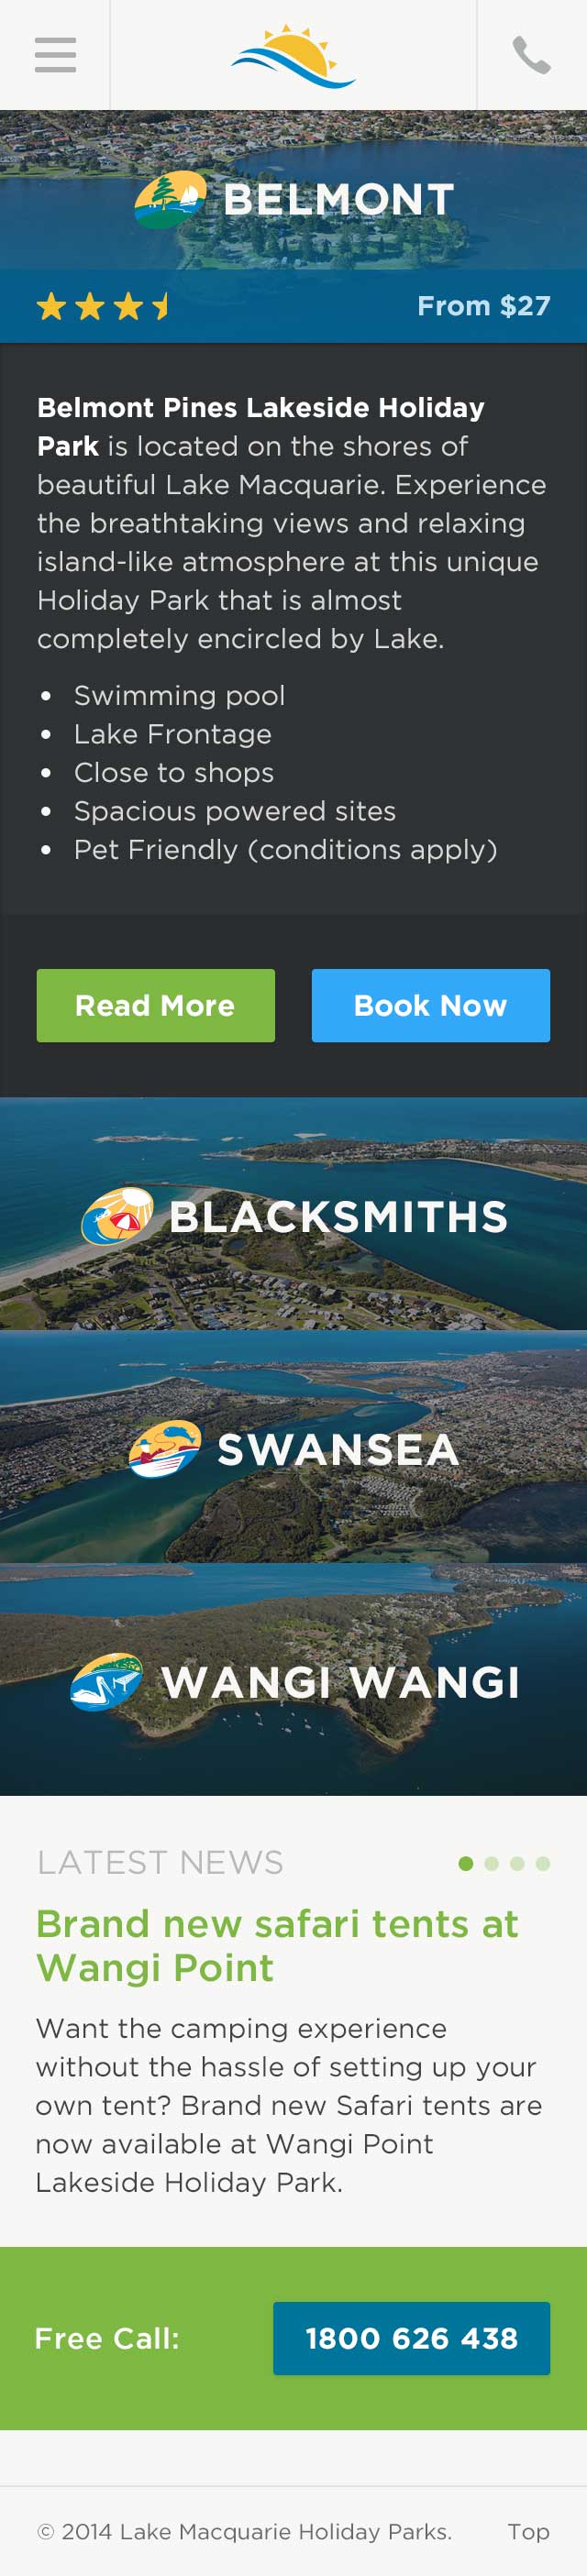 BELMONT
From $27
Belmont Pines Lakeside Holiday
Park is located on the shores of
beautiful Lake Macquarie. Experience
the breathtaking views and relaxing
island-like atmosphere at this unique
Holiday Park that is almost
completely encircled by Lake.
• Swimming pool
• Lake Frontage
• Close to shops
• Spacious powered sites
• Pet Friendly (conditions apply)
Read More
Book Now
BLACKSMITHS
SWANSEA
WANGI WANGI
LATEST NEWS
Brand new safari tents at
Wangi Point
Want the camping experience
without the hassle of setting up your
own tent? Brand new Safari tents are
now available at Wangi Point
Lakeside Holiday Park.
Free Call:
1800 626 438
© 2014 Lake Macquarie Holiday Parks.
Top